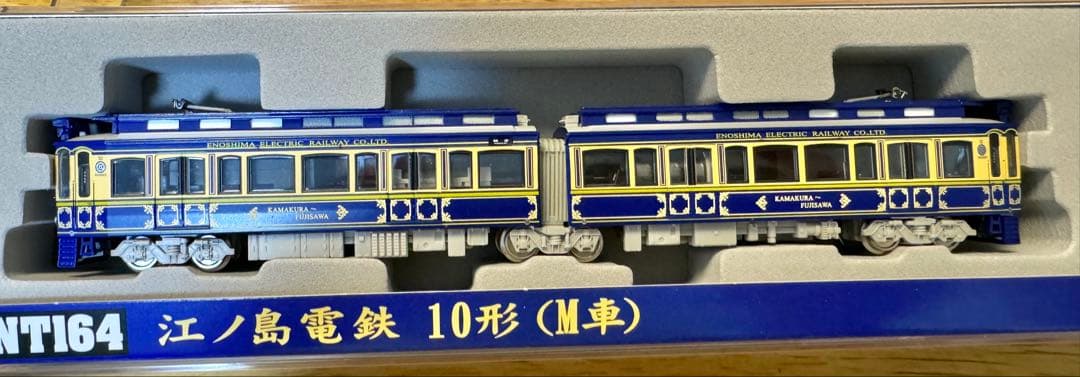 ENOSHIMA ELECTRIC RAILWAY CO.,LTD.
ENOSHIMA ELECTRIC RAILWAY CO.,LTD.
KAMAKURA～
FUJISAWA
KAMAKURA～
FUJISAWA
NT164 江ノ島電鉄 10形(M車)